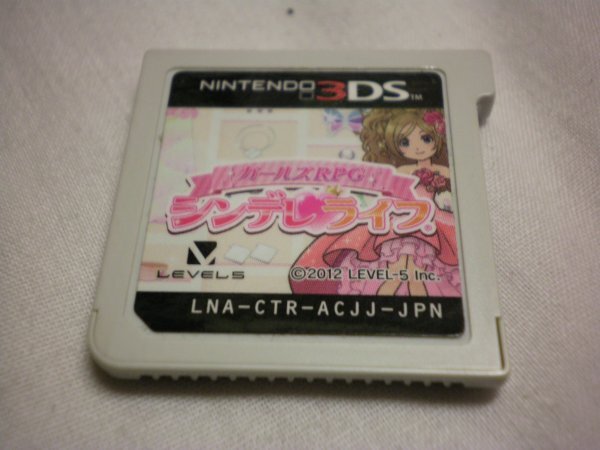 NINTENDO 3DS™
ガールズRPG
シンデレライフ®
LEVEL5
©2012 LEVEL-5 Inc.
LNA-CTR-ACJJ-JPN